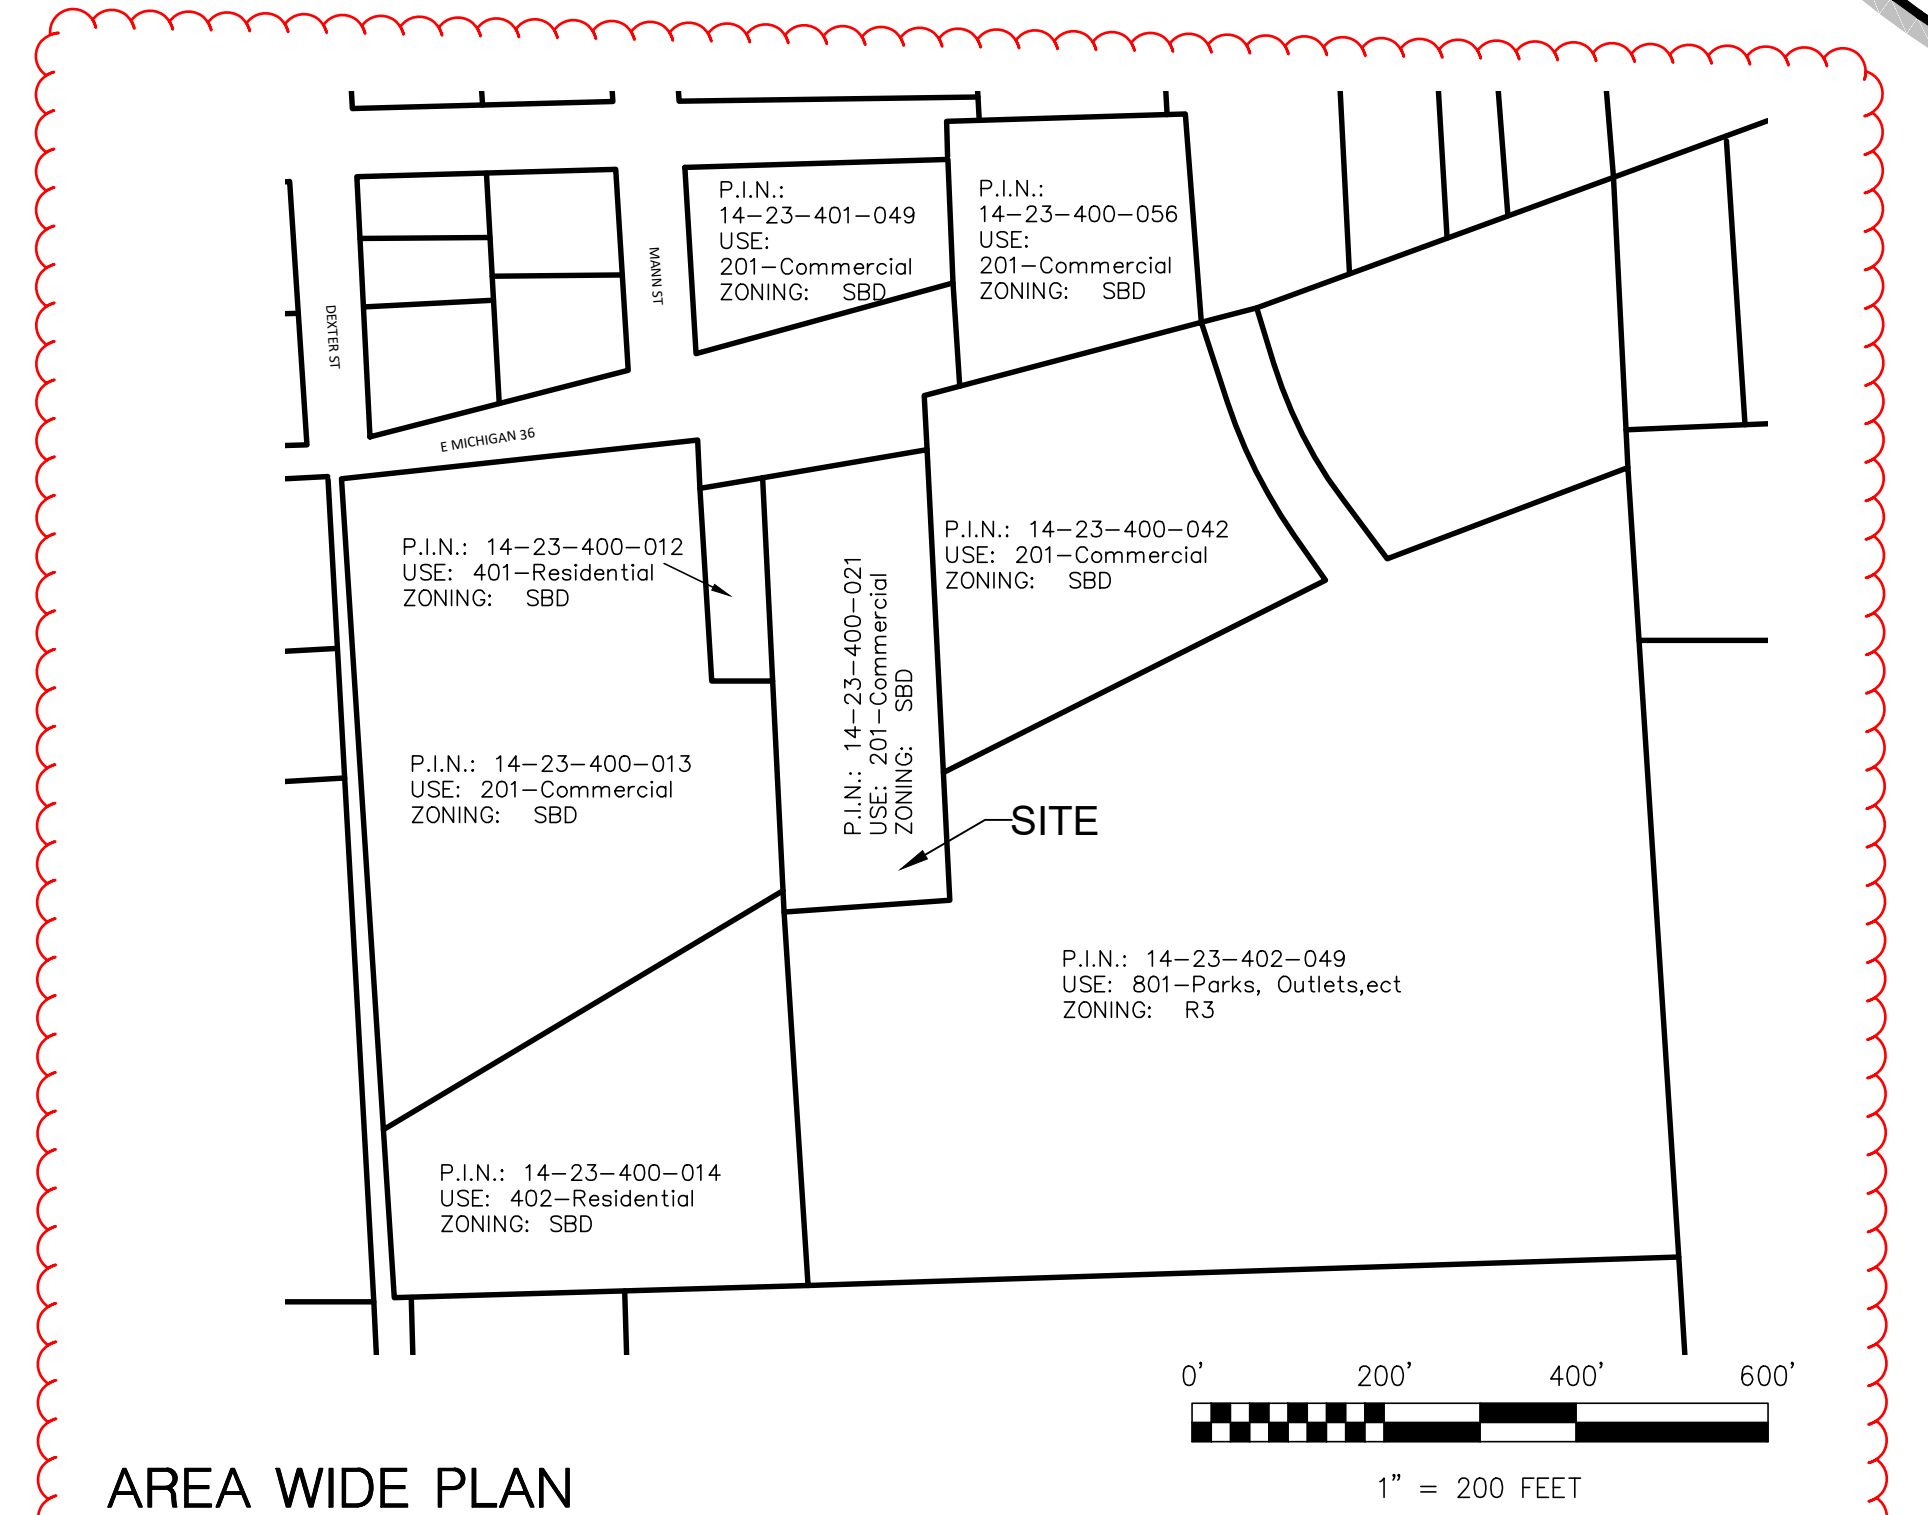 P.I.N.:
14-23-401-049
USE:
201-Commercial
ZONING: SBD
P.I.N.:
14-23-400-056
USE:
201-Commercial
ZONING: SBD
MANN ST
DEXTER ST
E MICHIGAN 36
P.I.N.: 14-23-400-012
USE: 401-Residential
ZONING: SBD
P.I.N.: 14-23-400-042
USE: 201-Commercial
ZONING: SBD
P.I.N.: 14-23-400-021
USE: 201-Commercial
ZONING: SBD
P.I.N.: 14-23-400-013
USE: 201-Commercial
ZONING: SBD
SITE
P.I.N.: 14-23-402-049
USE: 801-Parks, Outlets,ect
ZONING: R3
P.I.N.: 14-23-400-014
USE: 402-Residential
ZONING: SBD
0' 200' 400' 600'
1" = 200 FEET
AREA WIDE PLAN